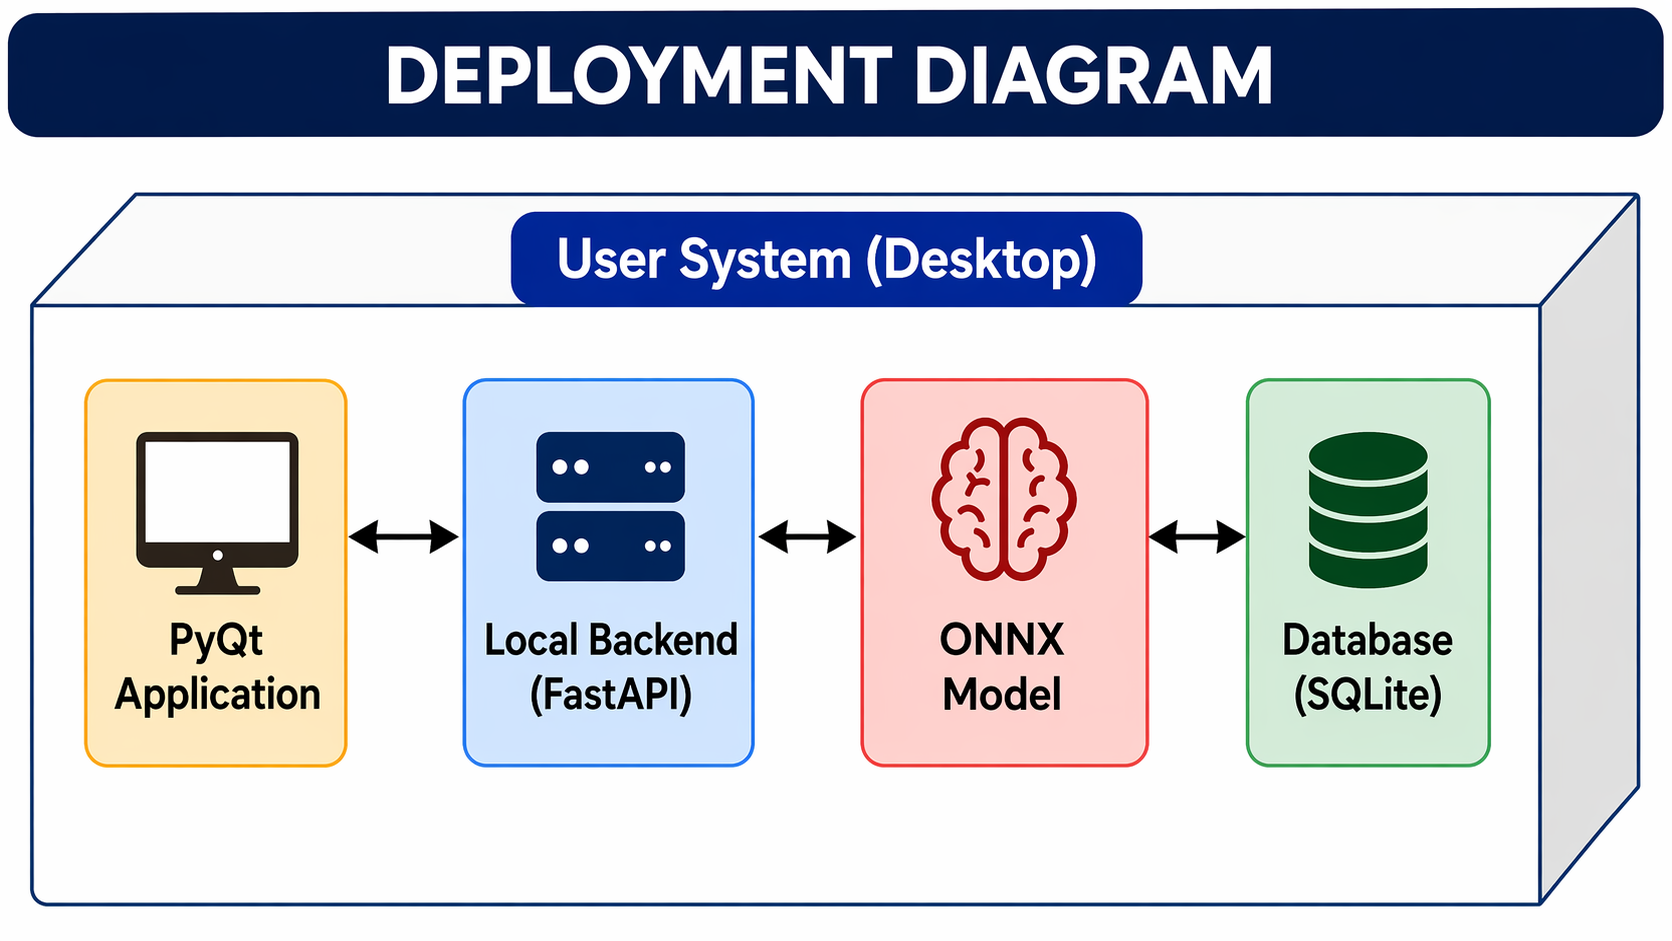 DEPLOYMENT DIAGRAM
User System (Desktop)
PyQt
Application
Local Backend
(FastAPI)
ONNX
Model
Database
(SQLite)